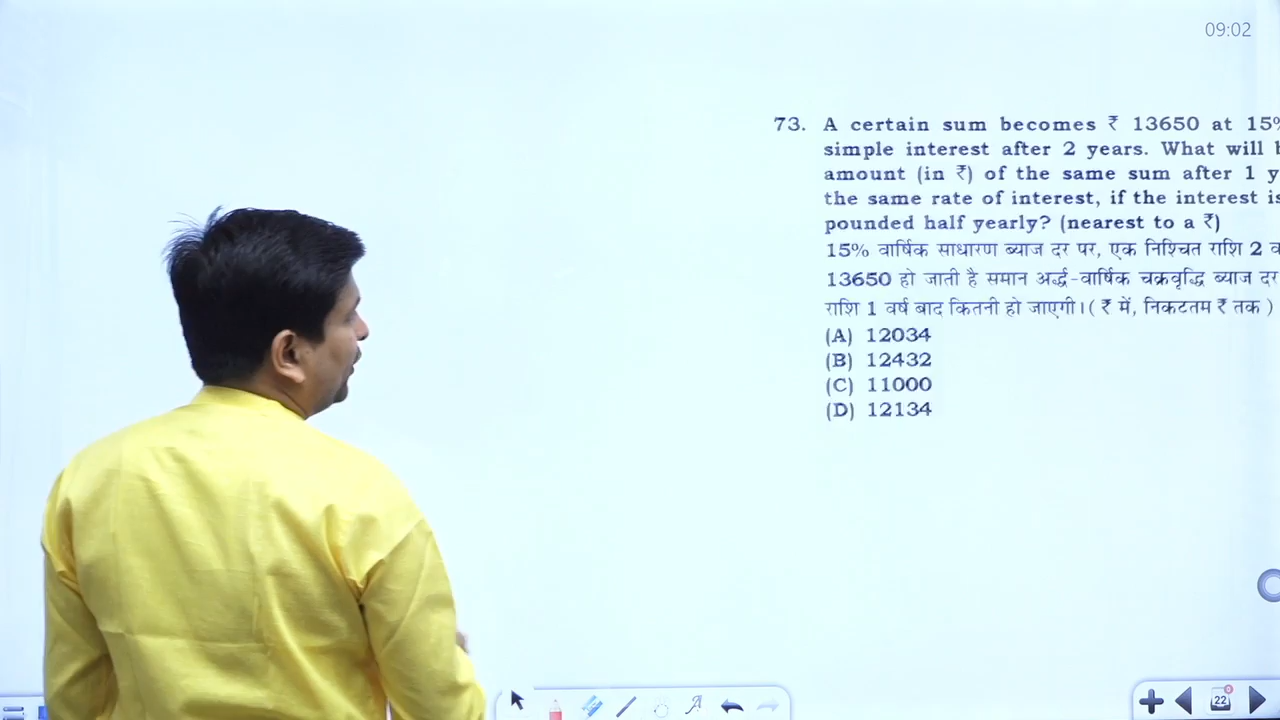 09:02
73. A certain sum becomes ₹ 13650 at 15%
simple interest after 2 years. What will
amount (in ₹) of the same sum after 1
the same rate of interest, if the interest is
pounded half yearly? (nearest to a ₹)
15% वार्षिक साधारण ब्याज दर पर, एक निश्चित राशि 2
13650 हो जाती है समान अर्द्ध-वार्षिक चक्रवृद्धि ब्याज दर
राशि 1 वर्ष बाद कितनी हो जाएगी। ( ₹ में, निकटतम ₹ तक )
(A) 12034
(B) 12432
(C) 11000
(D) 12134
22